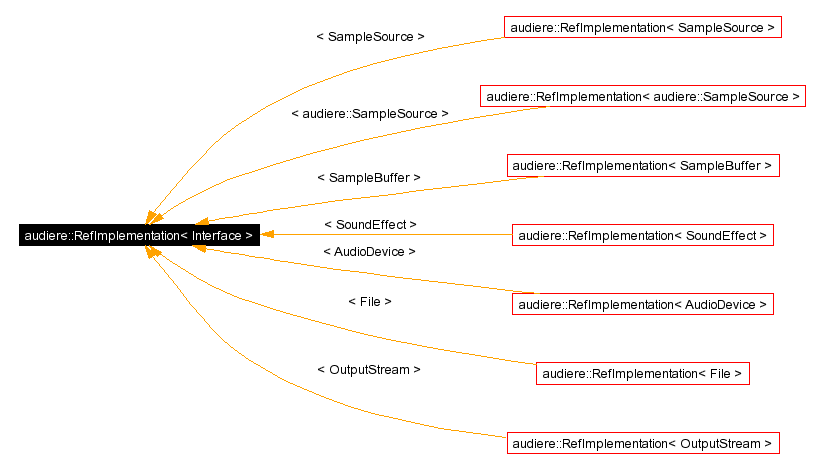 audiere::RefImplementation< SampleSource >
< SampleSource >
audiere::RefImplementation< audiere::SampleSource >
< audiere::SampleSource >
audiere::RefImplementation< SampleBuffer >
< SampleBuffer >
< SoundEffect >
audiere::RefImplementation< Interface >
audiere::RefImplementation< SoundEffect >
< AudioDevice >
< File >
audiere::RefImplementation< AudioDevice >
< OutputStream >
audiere::RefImplementation< File >
audiere::RefImplementation< OutputStream >